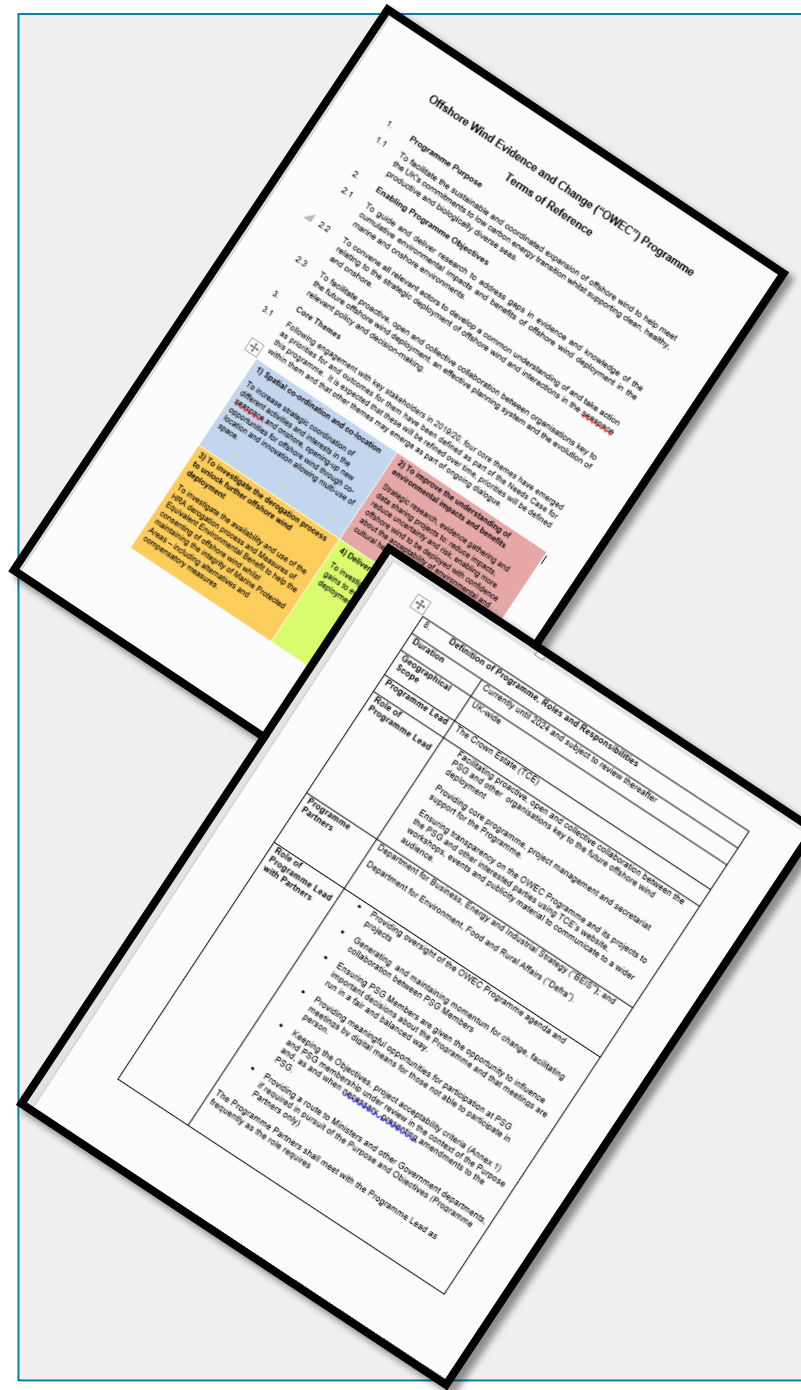 Offshore Wind Evidence and Change ("OWEC") Programme
Terms of Reference
1. Programme Purpose
1.1 To facilitate the sustainable and coordinated expansion of offshore wind to help meet
the UK's commitments to low carbon energy transition whilst supporting clean, healthy,
productive and biologically diverse seas.
2. Enabling Programme Objectives
2.1 To guide and deliver research to address gaps in evidence and knowledge of the
cumulative environmental impacts and benefits of offshore wind deployment in the
marine and onshore environments.
2.2 To convene all relevant actors to develop a common understanding of and take action
relating to the strategic deployment of offshore wind and interactions in the seaspace
and onshore.
2.3 To facilitate proactive, open and collective collaboration between organisations key to
the future offshore wind deployment, an effective planning system and the evolution of
relevant policy and decision-making.
3. Core Themes
3.1 Following engagement with key stakeholders in 2019/20, four core themes have emerged
as priorities for and outcomes for them have been defined as part of the Needs Case for
this programme. It is expected that these will be refined over time, priorities will be defined
within them and that other themes may emerge as part of ongoing dialogue.
1) Spatial co-ordination and co-location
To increase strategic coordination of
different activities and interests in the
seaspace and onshore, opening-up new
opportunities for offshore wind through co-
location and innovation allowing multi-use of
space.
2) To improve the understanding of
environmental impacts and benefits
Strategic research, evidence gathering and
data sharing projects to reduce impacts,
reduce uncertainty and risk, enabling more
offshore wind to be deployed with confidence
about the acceptability of environmental and
cultural he
3) To investigate the derogation process
to unlock further offshore wind
deployment
To investigate the availability and use of the
HRA derogation process and Measures of
Equivalent Environmental Benefit to help the
consenting of offshore wind whilst
maintaining the integrity of Marine Protected
Areas – including alternatives and
compensatory measures.
4) Deliver
To investi
gains to e
deployme
8. Definition of Programme, Roles and Responsibilities
Duration Currently until 2024 and subject to review thereafter
Geographical
Scope UK-wide
Programme Lead The Crown Estate (TCE)
Role of
Programme Lead
Facilitating proactive, open and collective collaboration between the
PSG and other organisations key to the future offshore wind
deployment
Providing core programme, project management and secretariat
support for the Programme.
Ensuring transparency on the OWEC Programme and its projects to
the PSG and other interested parties using TCE's website,
workshops, events and publicity material to communicate to a wider
audience.
Programme
Partners
Department for Business, Energy and Industrial Strategy ("BEIS"); and
Department for Environment, Food and Rural Affairs ("Defra").
Role of
Programme Lead
with Partners
• Providing oversight of the OWEC Programme agenda and
projects
• Generating and maintaining momentum for change, facilitating
collaboration between PSG Members
• Ensuring PSG Members are given the opportunity to influence
important decisions about the Programme and that meetings are
run in a fair and balanced way.
• Providing meaningful opportunities for participation at PSG
meetings by digital means for those not able to participate in
person.
• Keeping the Objectives, project acceptability criteria (Annex 1)
and PSG membership under review in the context of the Purpose
and, as and when necessary, proposing amendments to the
PSG.
• Providing a route to Ministers and other Government departments,
if required in pursuit of the Purpose and Objectives (Programme
Partners only)
The Programme Partners shall meet with the Programme Lead as
frequently as the role requires